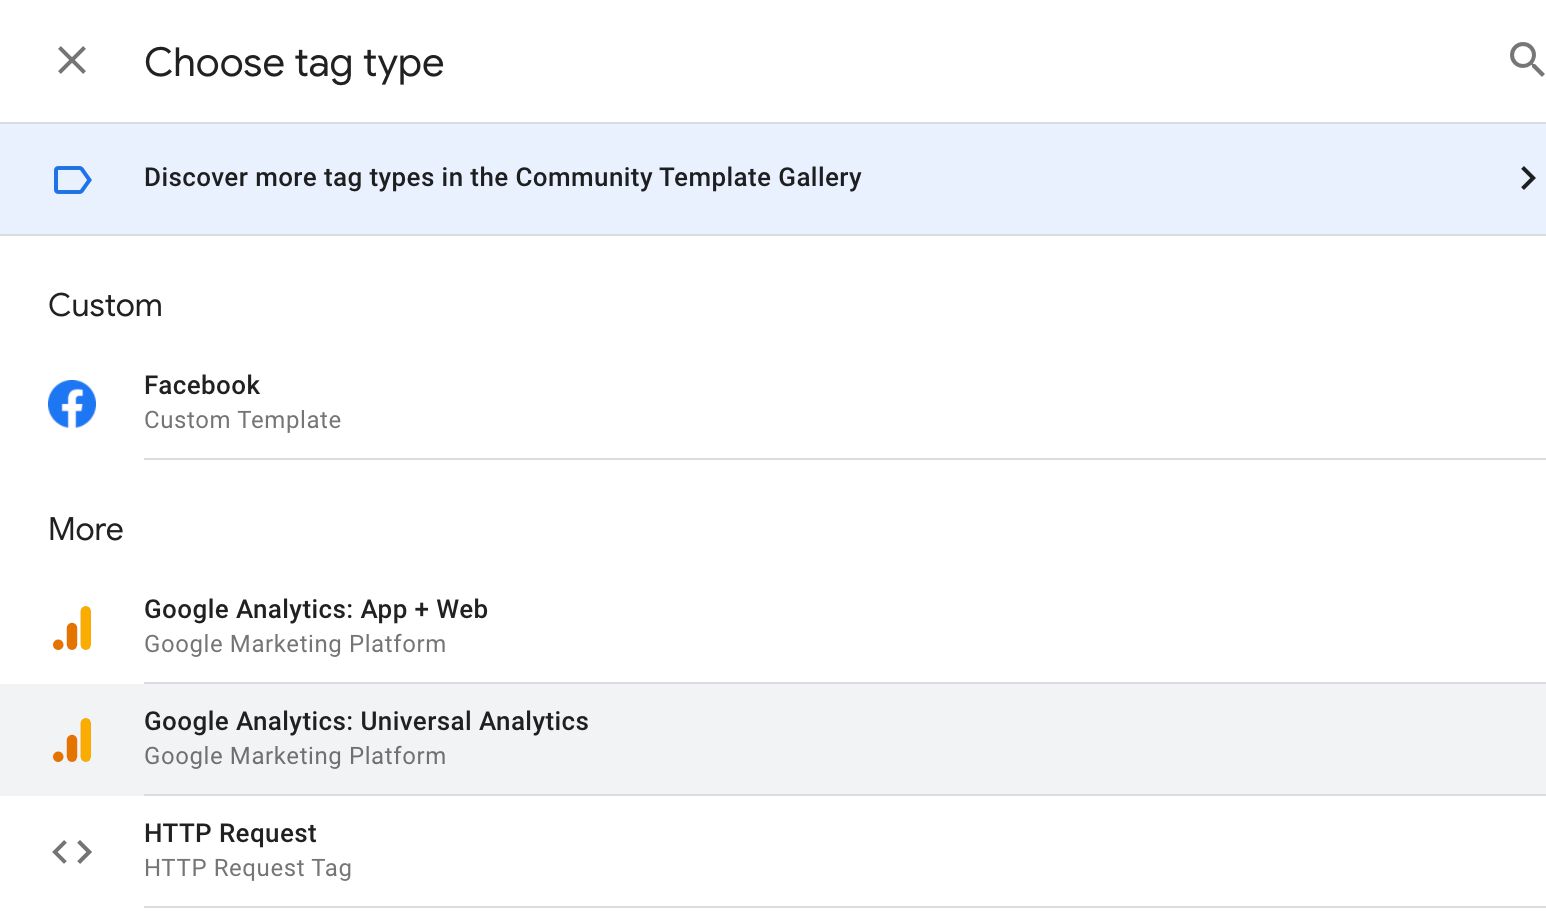 Choose tag type
Discover more tag types in the Community Template Gallery
Custom
Facebook
Custom Template
More
Google Analytics: App + Web
Google Marketing Platform
Google Analytics: Universal Analytics
Google Marketing Platform
HTTP Request
HTTP Request Tag